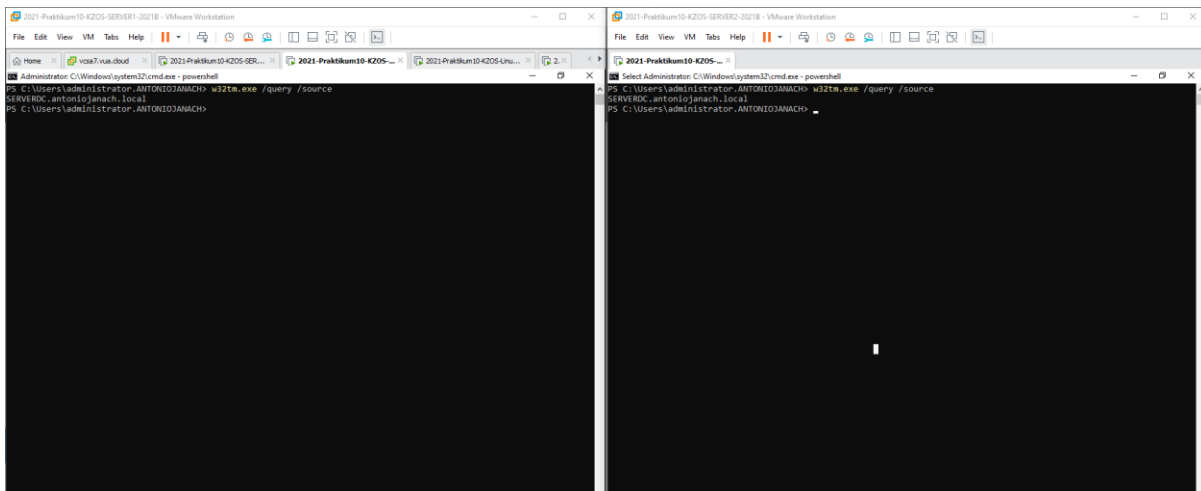 2021-Praktikum10-KZOS-SERVER1-2021B - VMware Workstation
File Edit View VM Tabs Help
Home vcsa7.vua.cloud 2021-Praktikum10-KZOS-SER... 2021-Praktikum10-KZOS-... 2021-Praktikum10-KZOS-Linu... 2.
Administrator: C:\Windows\system32\cmd.exe - powershell
PS C:\Users\administrator.ANTONIOJANACH> w32tm.exe /query /source
SERVERDC.antoniojanach.local
PS C:\Users\administrator.ANTONIOJANACH>
2021-Praktikum10-KZOS-SERVER2-2021B - VMware Workstation
File Edit View VM Tabs Help
2021-Praktikum10-KZOS-...
Select Administrator: C:\Windows\system32\cmd.exe - powershell
PS C:\Users\administrator.ANTONIOJANACH> w32tm.exe /query /source
SERVERDC.antoniojanach.local
PS C:\Users\administrator.ANTONIOJANACH>